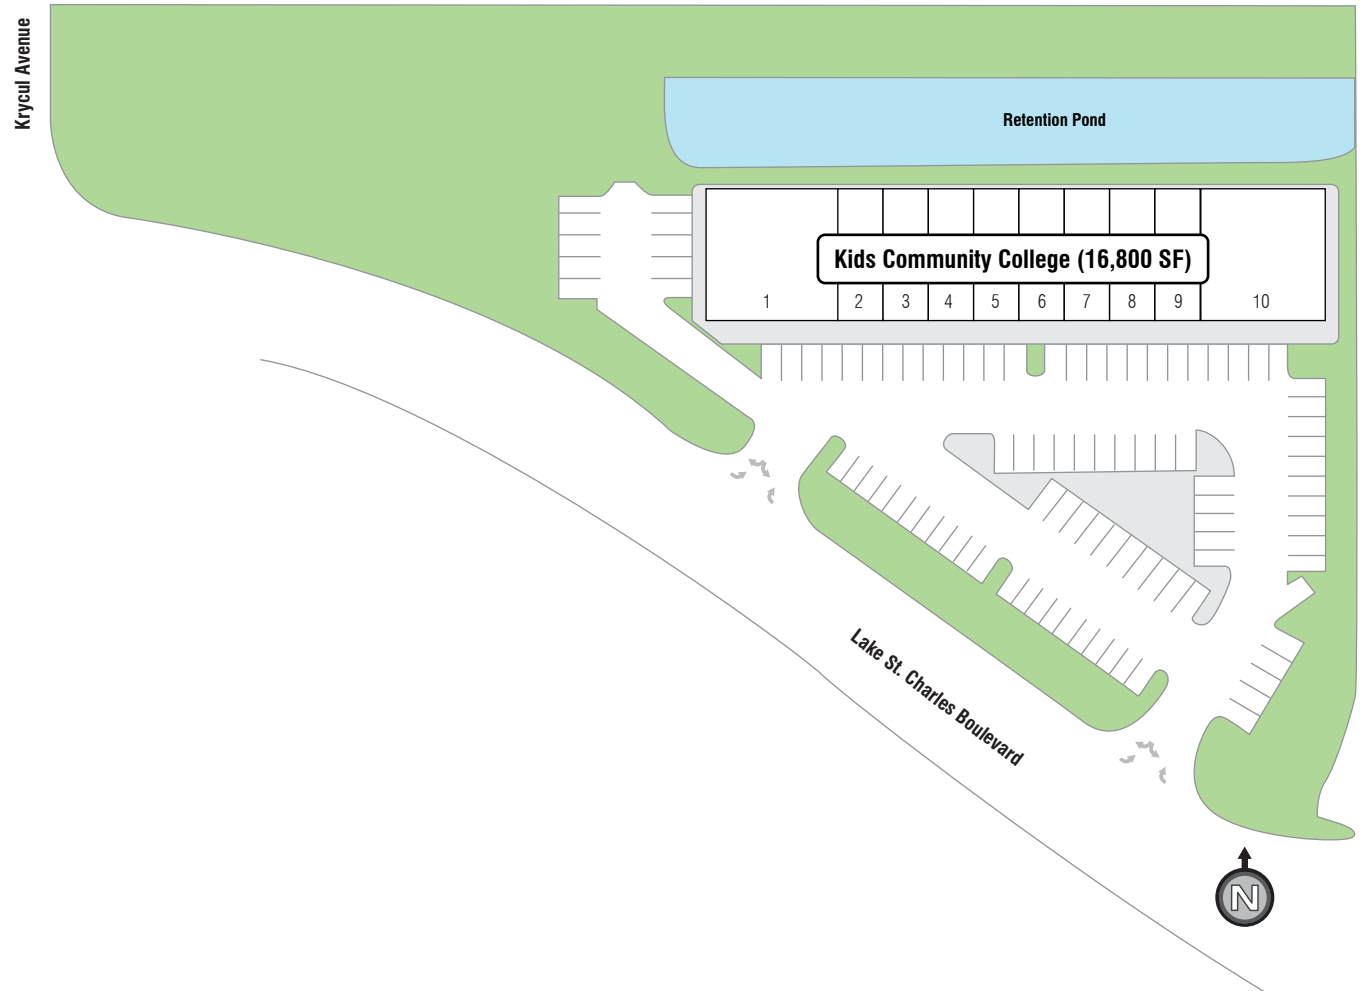 Krycul Avenue
Retention Pond
Kids Community College (16,800 SF)
1 2 3 4 5 6 7 8 9 10
Lake St. Charles Boulevard
N